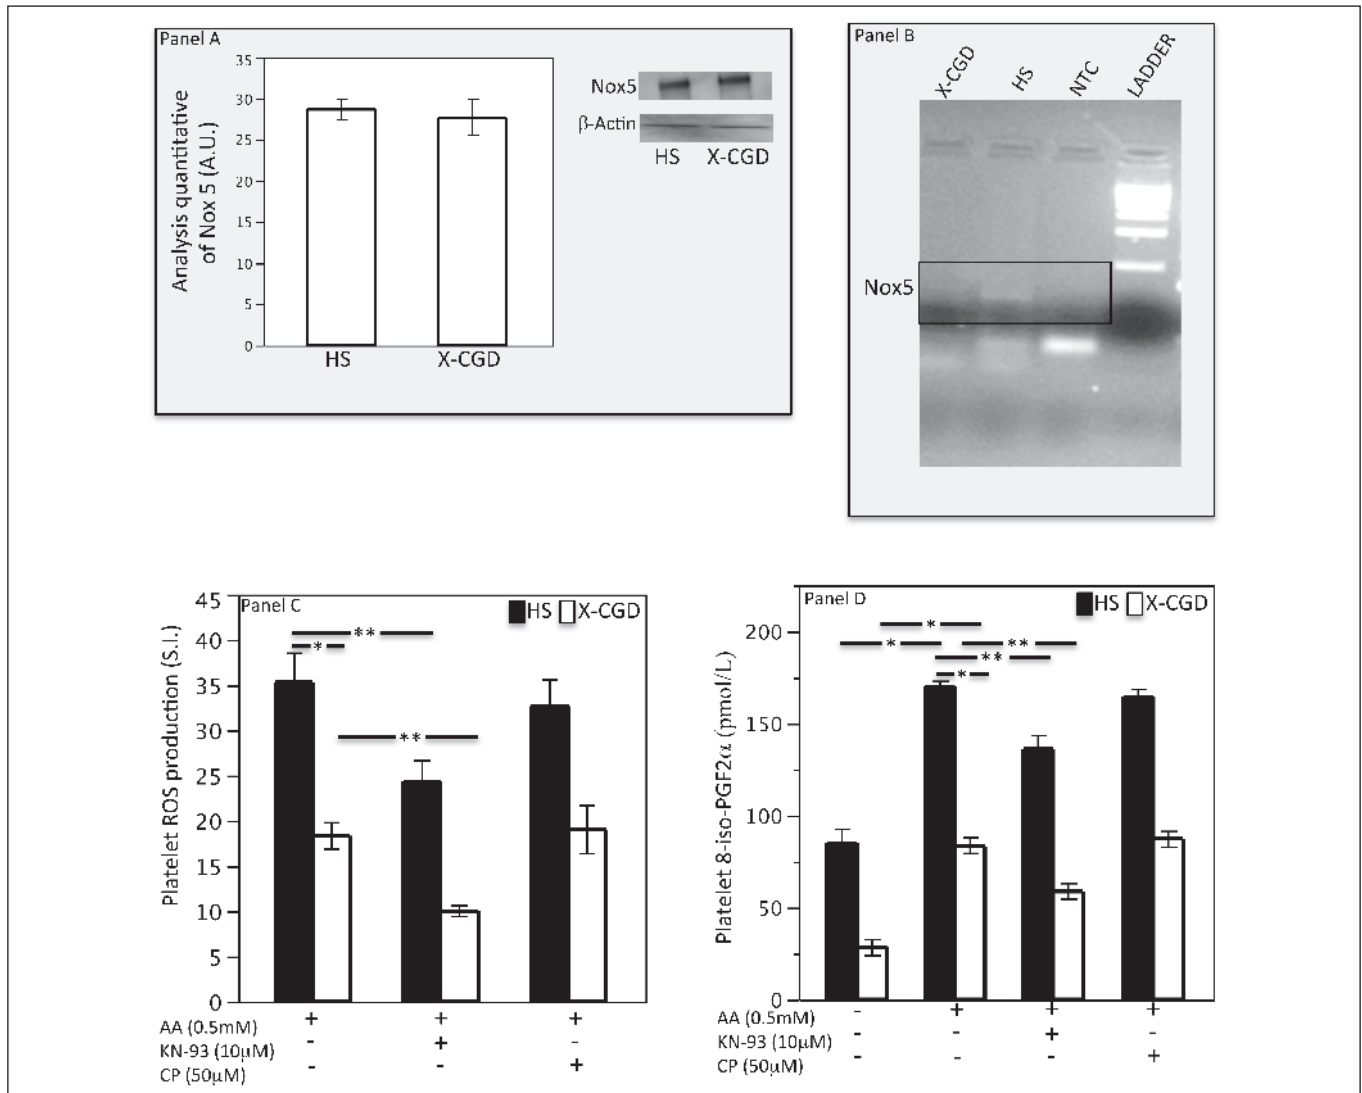 Panel A
Analysis quantitative
of Nox 5 (A.U.)
35
30
25
20
15
10
5
0
HS
X-CGD
Nox5
β-Actin
HS X-CGD
Panel B
X-CGD
HS
NTC
LADDER
Nox5
Panel C
HS X-CGD
Platelet ROS production (S.I.)
45
40
35
30
25
20
15
10
5
0
**
*
**
AA (0.5mM) + + +
KN-93 (10μM) - + -
CP (50μM) - - +
Panel D
HS X-CGD
Platelet 8-iso-PGF2α (pmol/L)
200
150
100
50
0
*
* **
**
*
AA (0.5mM) - + + +
KN-93 (10μM) - - + -
CP (50μM) - - - +